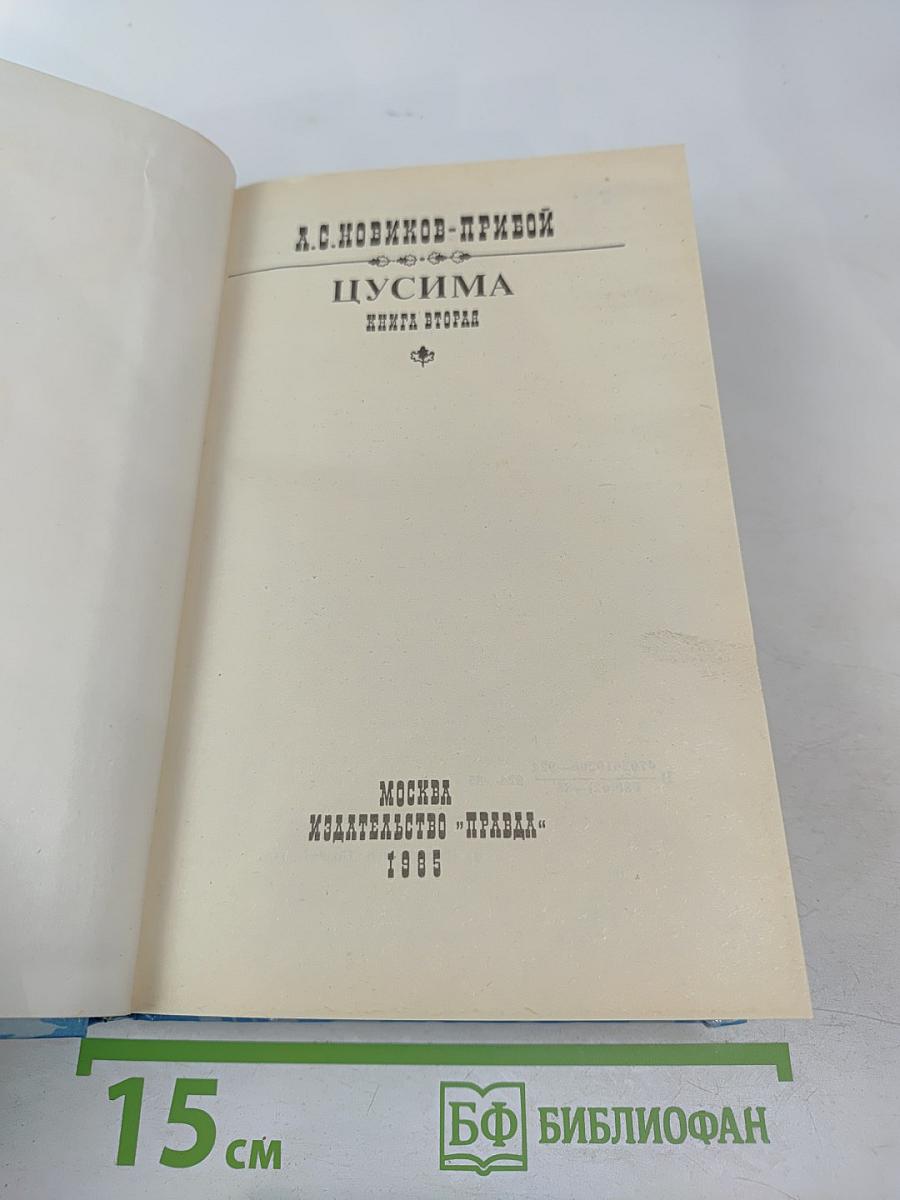 А.С.НОВИКОВ-ПРИБОЙ
ЦУСИМА
КНИГА ВТОРАЯ
МОСКВА
ИЗДАТЕЛЬСТВО "ПРАВДА"
1985
15 см
БФ БИБЛИОФАН